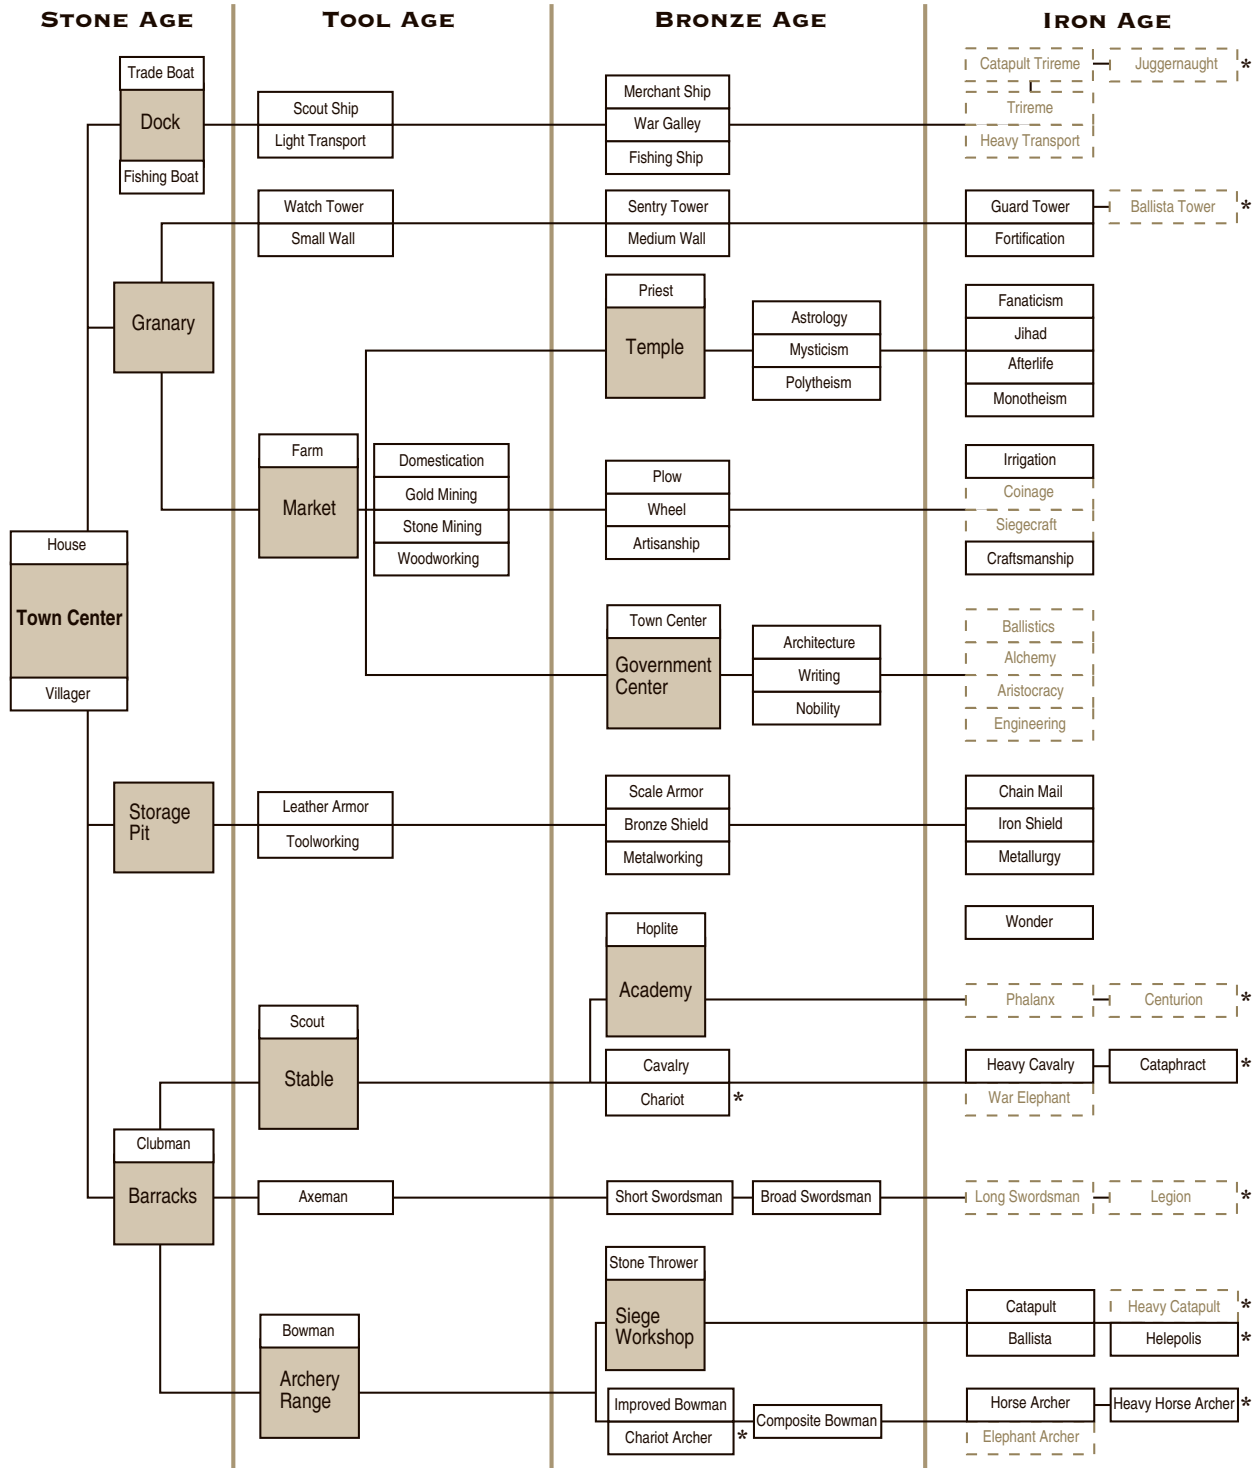 STONE AGE
TOOL AGE
BRONZE AGE
IRON AGE
Trade Boat
Dock
Fishing Boat
Scout Ship
Light Transport
Merchant Ship
War Galley
Fishing Ship
Catapult Trireme
Juggernaught *
Trireme
Heavy Transport
Granary
Watch Tower
Small Wall
Sentry Tower
Medium Wall
Guard Tower
Ballista Tower *
Fortification
Priest
Temple
Astrology
Mysticism
Polytheism
Fanaticism
Jihad
Afterlife
Monotheism
Farm
Market
Domestication
Gold Mining
Stone Mining
Woodworking
Plow
Wheel
Artisanship
Irrigation
Coinage
Siegecraft
Craftsmanship
House
Town Center
Villager
Town Center
Government
Center
Architecture
Writing
Nobility
Ballistics
Alchemy
Aristocracy
Engineering
Storage
Pit
Leather Armor
Toolworking
Scale Armor
Bronze Shield
Metalworking
Chain Mail
Iron Shield
Metallurgy
Wonder
Hoplite
Academy
Phalanx
Centurion *
Scout
Stable
Cavalry
Chariot *
Heavy Cavalry
Cataphract *
War Elephant
Clubman
Barracks
Axeman
Short Swordsman
Broad Swordsman
Long Swordsman
Legion *
Stone Thrower
Siege
Workshop
Catapult
Heavy Catapult *
Ballista
Helepolis *
Bowman
Archery
Range
Improved Bowman
Chariot Archer *
Composite Bowman
Horse Archer
Heavy Horse Archer *
Elephant Archer